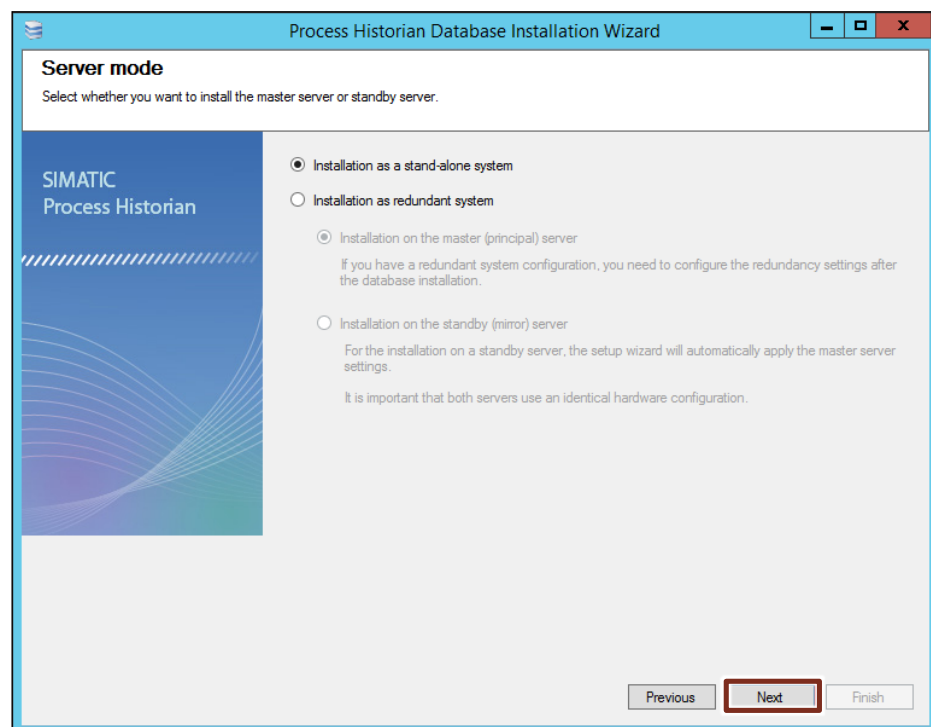 Process Historian Database Installation Wizard
Server mode
Select whether you want to install the master server or standby server.
SIMATIC
Process Historian
Installation as a stand-alone system
Installation as redundant system
Installation on the master (principal) server
If you have a redundant system configuration, you need to configure the redundancy settings after
the database installation.
Installation on the standby (mirror) server
For the installation on a standby server, the setup wizard will automatically apply the master server
settings.
It is important that both servers use an identical hardware configuration.
Previous
Next
Finish